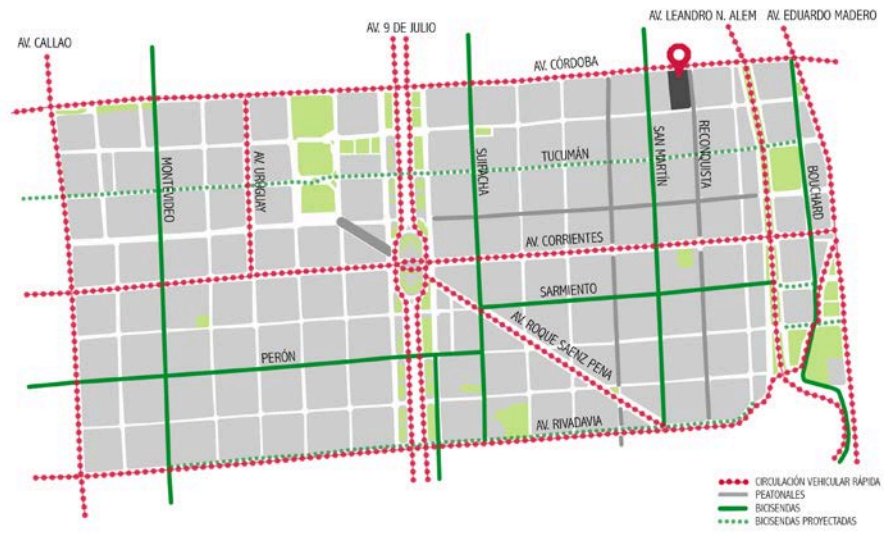 AV. LEANDRO N. ALEM
AV. EDUARDO MADERO
AV. 9 DE JULIO
AV. CALLAO
AV. CÓRDOBA
MONTEVIDEO
AV. URUGUAY
SUIPACHA
TUCUMÁN
SAN MARTÍN
RECONQUISTA
BOUCHARD
AV. CORRIENTES
SARMIENTO
AV. ROQUE SAENZ PENA
PERÓN
AV. RIVADAVIA
CIRCULACIÓN VEHICULAR RÁPIDA
PEATONALES
BICISENDAS
BICISENDAS PROYECTADAS